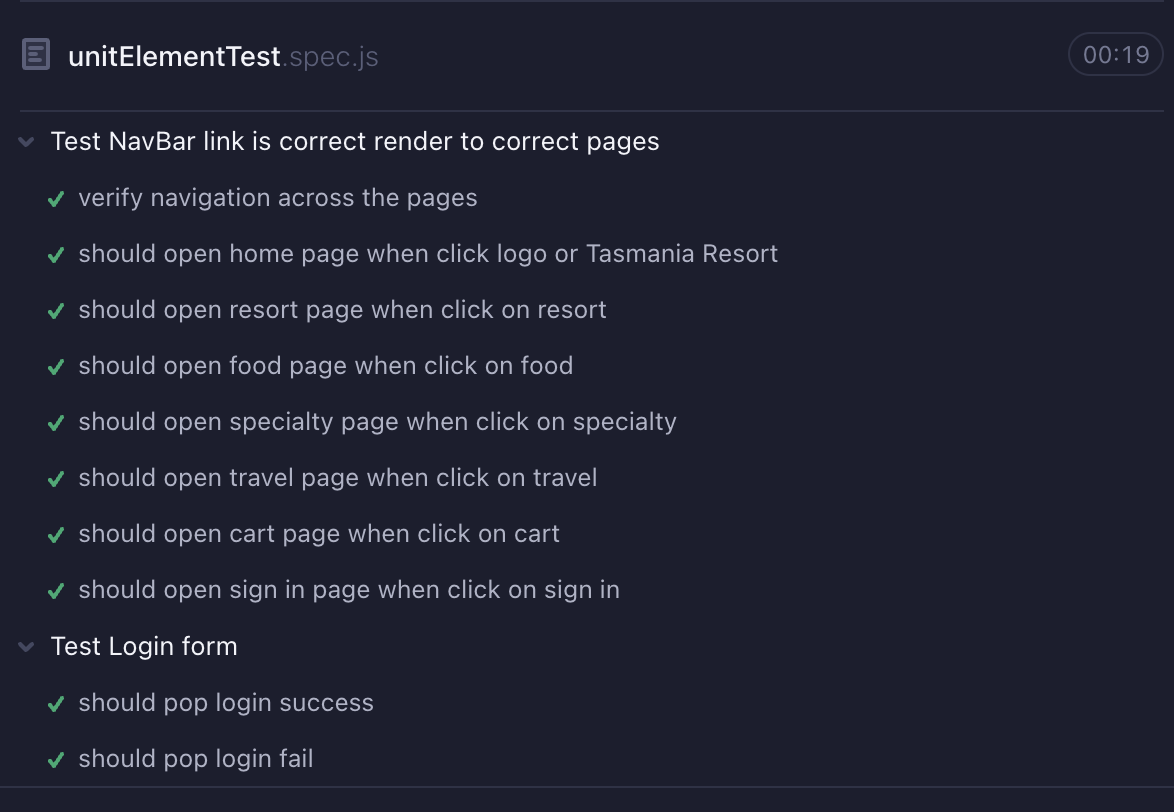 unitElementTest.spec.js
00:19
Test NavBar link is correct render to correct pages
verify navigation across the pages
should open home page when click logo or Tasmania Resort
should open resort page when click on resort
should open food page when click on food
should open specialty page when click on specialty
should open travel page when click on travel
should open cart page when click on cart
should open sign in page when click on sign in
Test Login form
should pop login success
should pop login fail